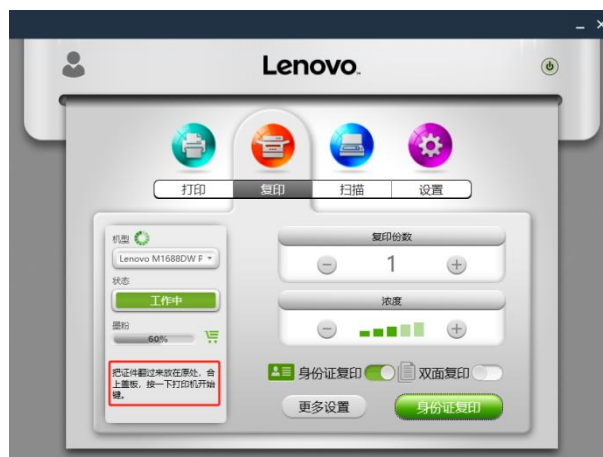 Lenovo
打印
复印
扫描
设置
机型
Lenovo M1688DW F
状态
工作中
墨粉
60%
把证件翻过来放在原处，合
上盖板，按一下打印机开始
键。
复印份数
1
浓度
身份证复印
双面复印
更多设置
身份证复印